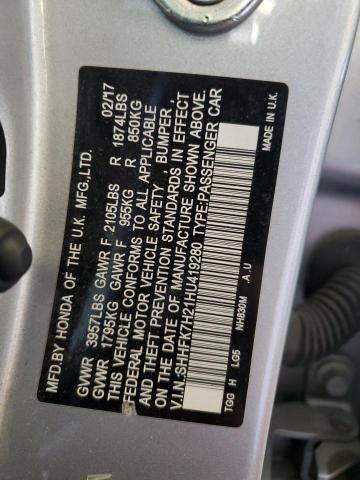 MFD BY HONDA OF THE U.K. MFG.,LTD. 02/17
GVWR 3957LBS GAWR F 2105LBS R 1874LBS
GVWR 1795KG GAWR F 955KG R 850KG
THIS VEHICLE CONFORMS TO ALL APPLICABLE
FEDERAL MOTOR VEHICLE SAFETY , BUMPER,
AND THEFT PREVENTION STANDARDS IN EFFECT
ON THE DATE OF MANUFACTURE SHOWN ABOVE.
V.I.N.:SHHFK7H21HU419280 TYPE:PASSENGER CAR
TGG H LG5 NH830M .A .U MADE IN U.K.